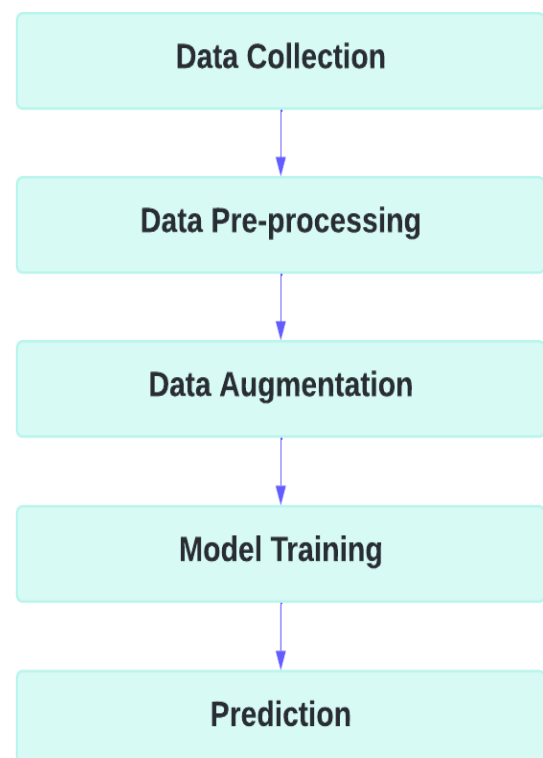 Data Collection
Data Pre-processing
Data Augmentation
Model Training
Prediction